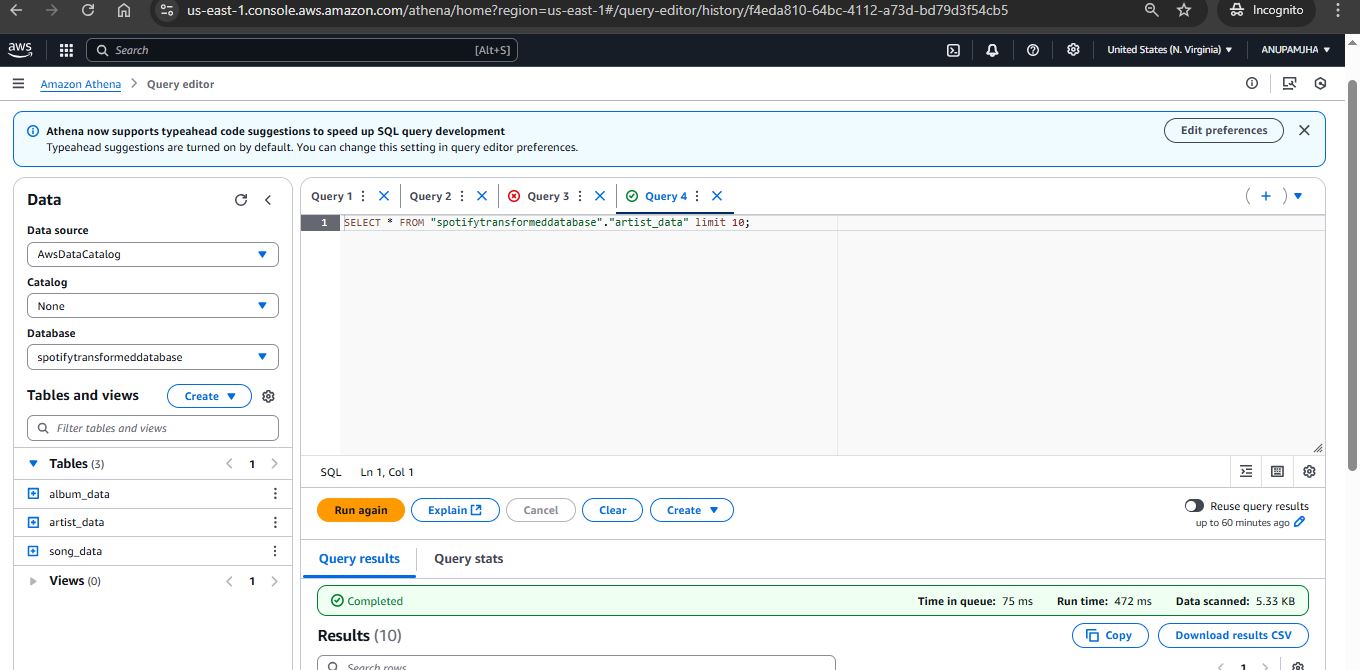 us-east-1.console.aws.amazon.com/athena/home?region=us-east-1#/query-editor/history/f4eda810-64bc-4112-a73d-bd79d3f54cb5
Incognito
aws
Search
[Alt+S]
United States (N. Virginia)
ANUPAMJHA
Amazon Athena
Query editor
Athena now supports typeahead code suggestions to speed up SQL query development
Typeahead suggestions are turned on by default. You can change this setting in query editor preferences.
Edit preferences
Data
Data source
AwsDataCatalog
Catalog
None
Database
spotifytransformeddatabase
Tables and views
Create
Filter tables and views
Tables (3)
1
album_data
artist_data
song_data
Views (0)
1
Query 1
Query 2
Query 3
Query 4
1 SELECT * FROM "spotifytransformeddatabase"."artist_data" limit 10;
SQL Ln 1, Col 1
Run again
Explain
Cancel
Clear
Create
Reuse query results
up to 60 minutes ago
Query results
Query stats
Completed
Time in queue: 75 ms
Run time: 472 ms
Data scanned: 5.33 KB
Results (10)
Copy
Download results CSV
Search rows
1